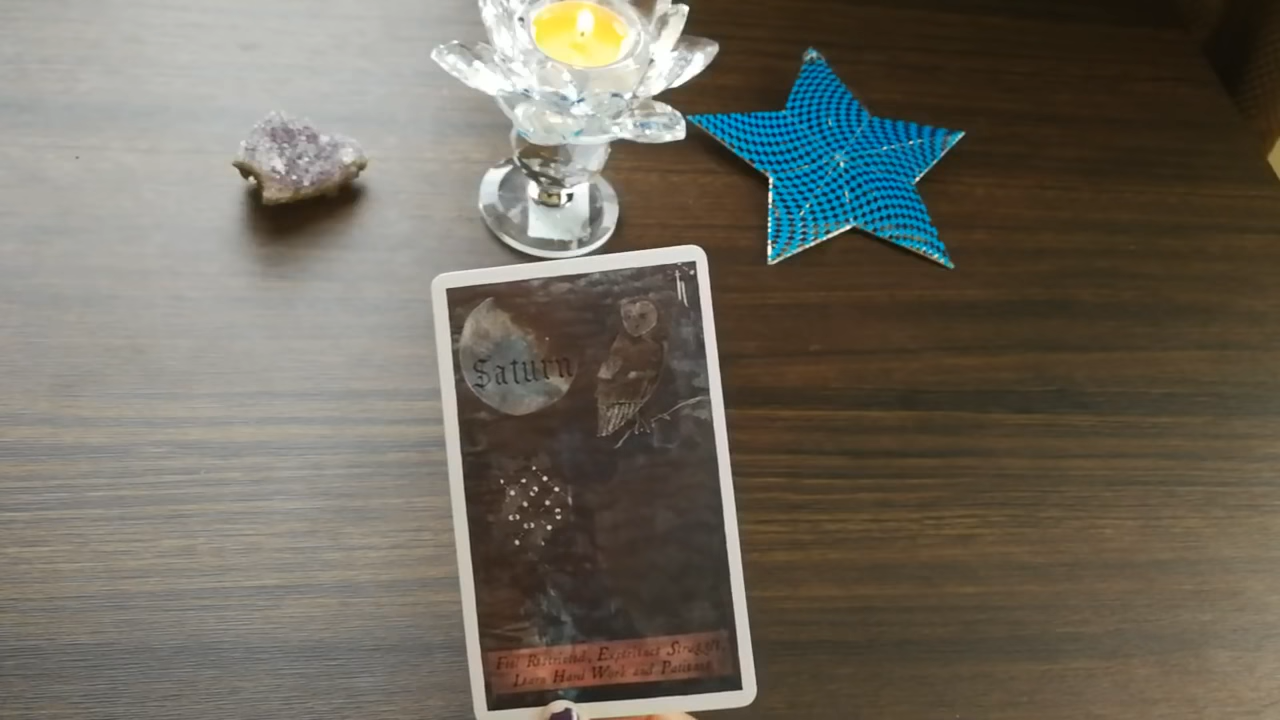 Saturn
Feel Restricted, Experience Struggle,
Learn Hard Work and Patience